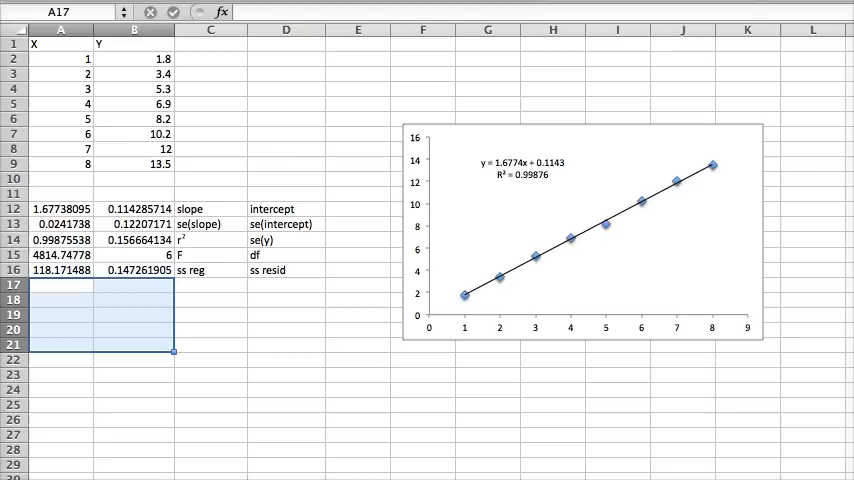 A17 fx
A B C D E F G H I J K L
1 X Y
2 1 1.8
3 2 3.4
4 3 5.3
5 4 6.9
6 5 8.2
7 6 10.2
8 7 12
9 8 13.5
10
11
12 1.67738095 0.114285714 slope intercept
13 0.0241738 0.12207171 se(slope) se(intercept)
14 0.99875538 0.156664134 r² se(y)
15 4814.74778 6 F df
16 118.171488 0.147261905 ss reg ss resid
17
18
19
20
21
22
23
24
25
26
27
28
29
30
16
14
12
10
8
6
4
2
0
y = 1.6774x + 0.1143
R² = 0.99876
0 1 2 3 4 5 6 7 8 9